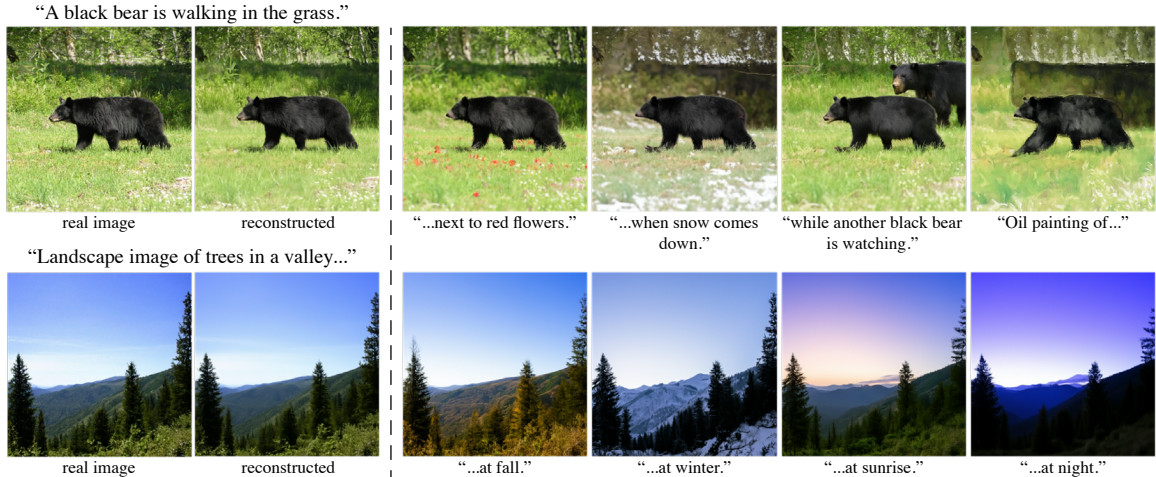 “A black bear is walking in the grass.”
real image
reconstructed
“...next to red flowers.”
“...when snow comes
down.”
“while another black bear
is watching.”
“Oil painting of...”
“Landscape image of trees in a valley...”
real image
reconstructed
“...at fall.”
“...at winter.”
“...at sunrise.”
“...at night.”